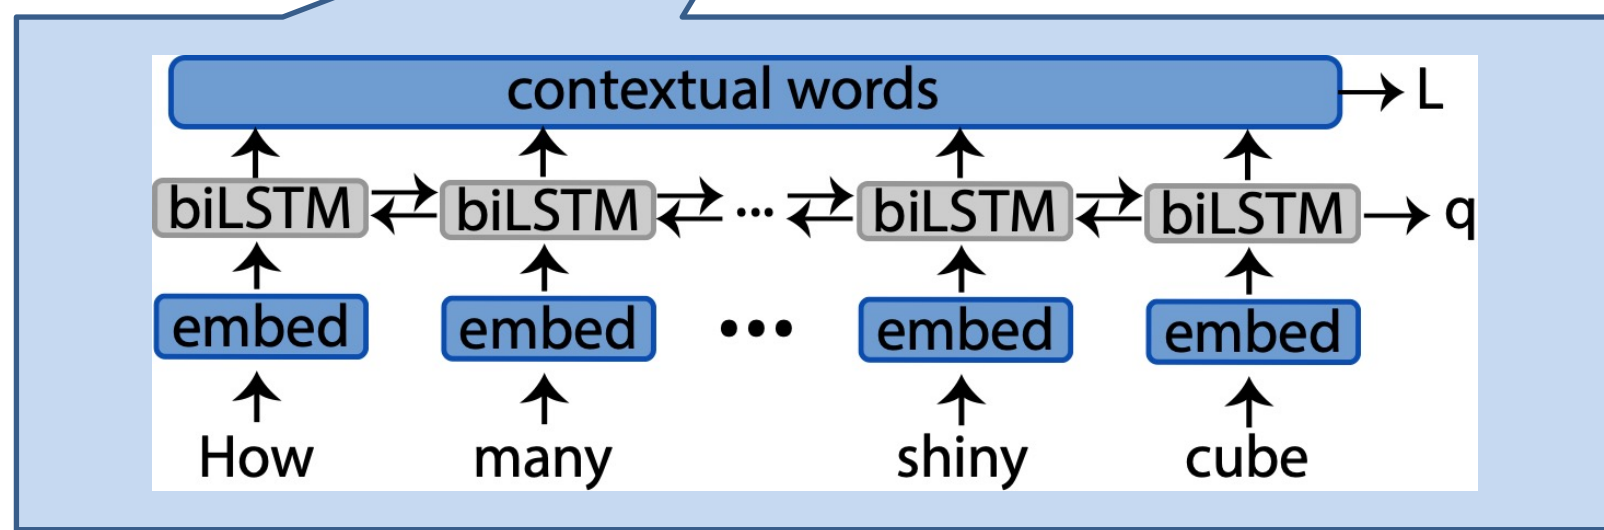 contextual words → L
biLSTM biLSTM ... biLSTM biLSTM → q
embed embed ... embed embed
How many shiny cube